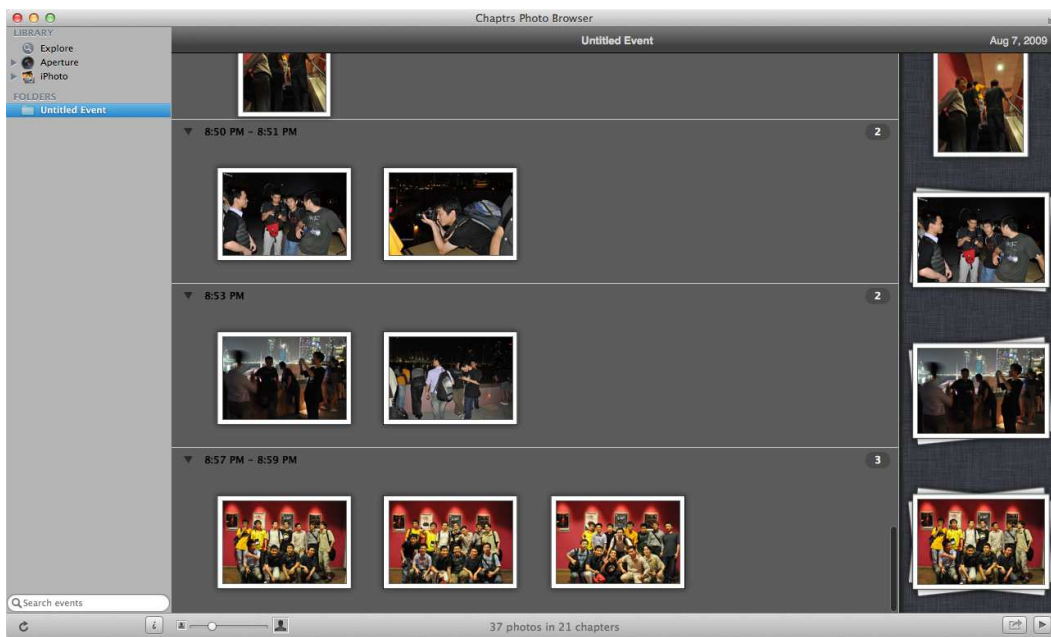 Chaptrs Photo Browser
LIBRARY
Explore
Aperture
iPhoto
FOLDERS
Untitled Event
Untitled Event
Aug 7, 2009
8:50 PM – 8:51 PM
2
8:53 PM
2
8:57 PM – 8:59 PM
3
Search events
i
37 photos in 21 chapters